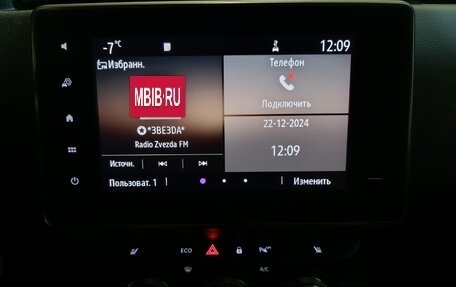 -7°C
12:09
Избранн.
MBIB·RU
*ЗВЕЗДА*
Radio Zvezda FM
Источн.
Телефон
Подключить
22-12-2024
12:09
Пользоват. 1
Изменить
ECO
A/C